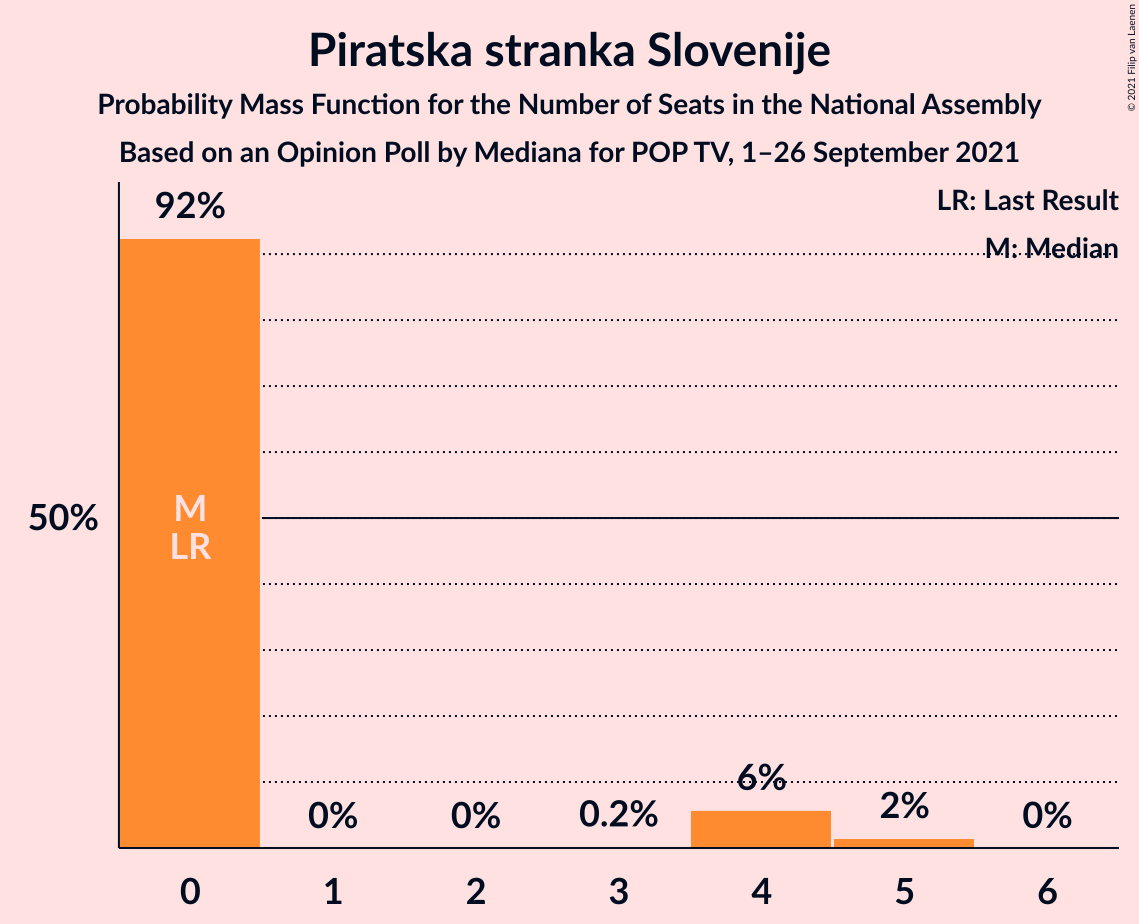 Piratska stranka Slovenije
Probability Mass Function for the Number of Seats in the National Assembly
Based on an Opinion Poll by Mediana for POP TV, 1–26 September 2021
© 2021 Filip van Laenen
LR: Last Result
M: Median
92%
50%
M
LR
0%
0%
0.2%
6%
2%
0%
0
1
2
3
4
5
6